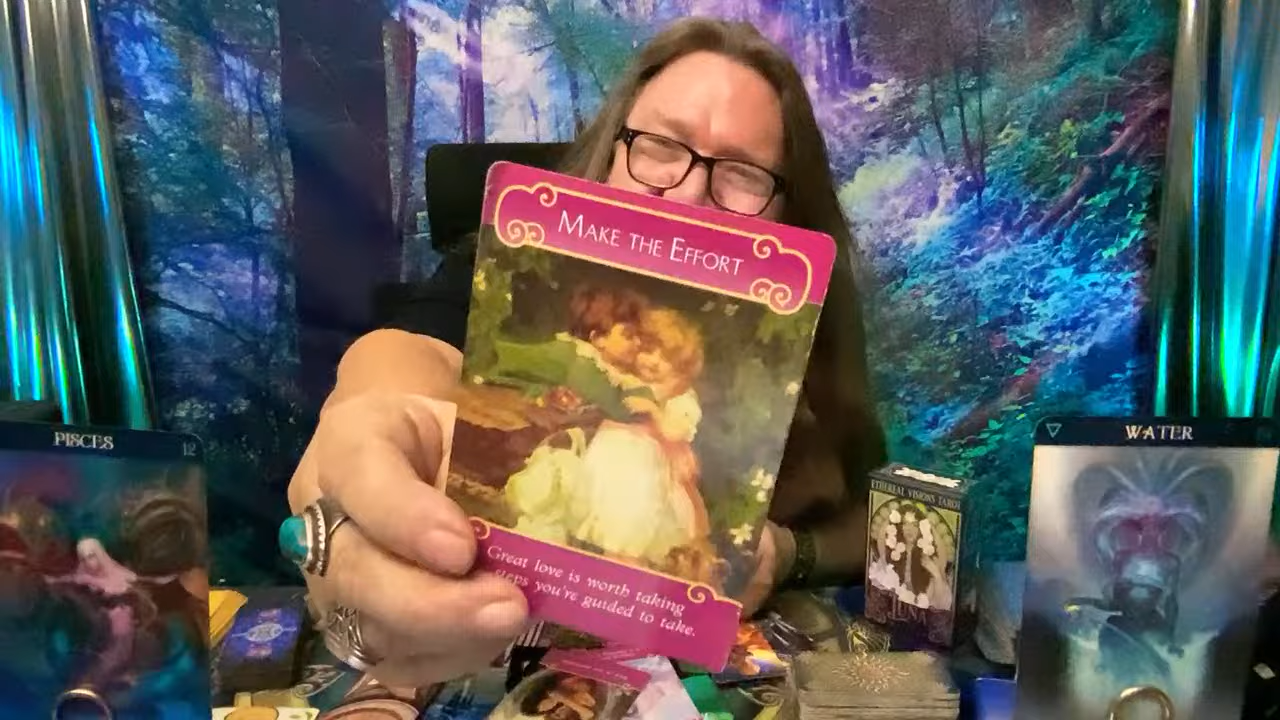 MAKE THE EFFORT
Great love is worth taking
steps you're guided to take.
PISCES 12
ETHEREAL VISIONS TAROT
LUNA
WATER